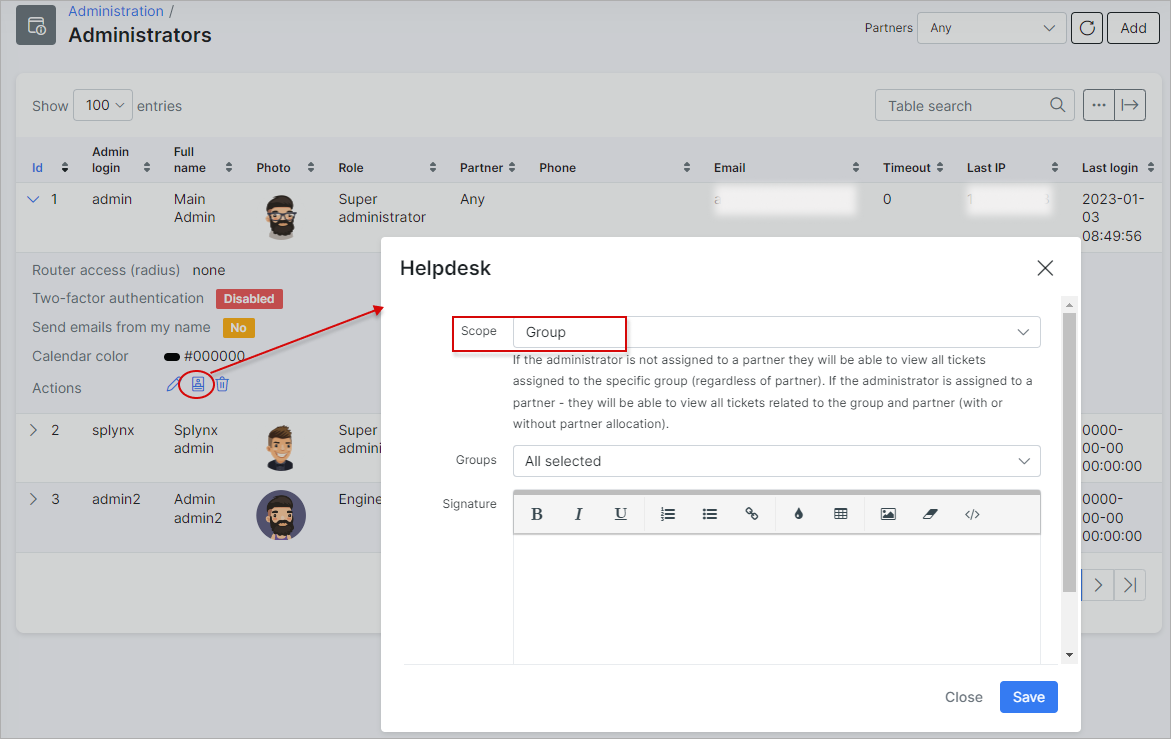 Administration /
Administrators
Partners Any Add
Show 100 entries
Table search
Id Admin login Full name Photo Role Partner Phone Email Timeout Last IP Last login
1 admin Main Admin Super administrator Any 0 2023-01-03 08:49:56
Router access (radius) none
Two-factor authentication Disabled
Send emails from my name No
Calendar color #000000
Actions
2 splynx Splynx admin Super 0000-00-00 00:00:00
3 admin2 Admin admin2 0000-00-00 00:00:00
Helpdesk
Scope Group
If the administrator is not assigned to a partner they will be able to view all tickets
assigned to the specific group (regardless of partner). If the administrator is assigned to a
partner - they will be able to view all tickets related to the group and partner (with or
without partner allocation).
Groups All selected
Signature
B I U </>
Close Save